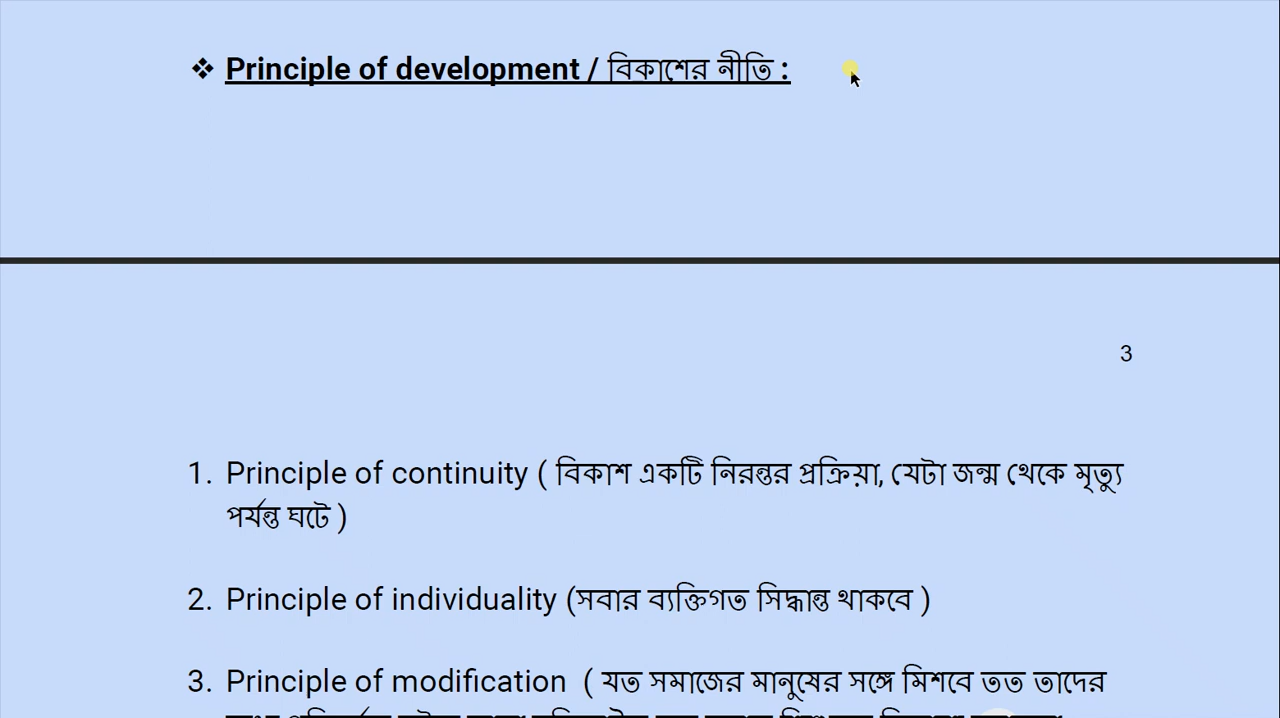 ❖ Principle of development / বিকাশের নীতি :
3
1. Principle of continuity ( বিকাশ একটি নিরন্তর প্রক্রিয়া, যেটা জন্ম থেকে মৃত্যু
পর্যন্ত ঘটে )
2. Principle of individuality (সবার ব্যক্তিগত সিদ্ধান্ত থাকবে )
3. Principle of modification ( যত সমাজের মানুষের সঙ্গে মিশবে তত তাদের